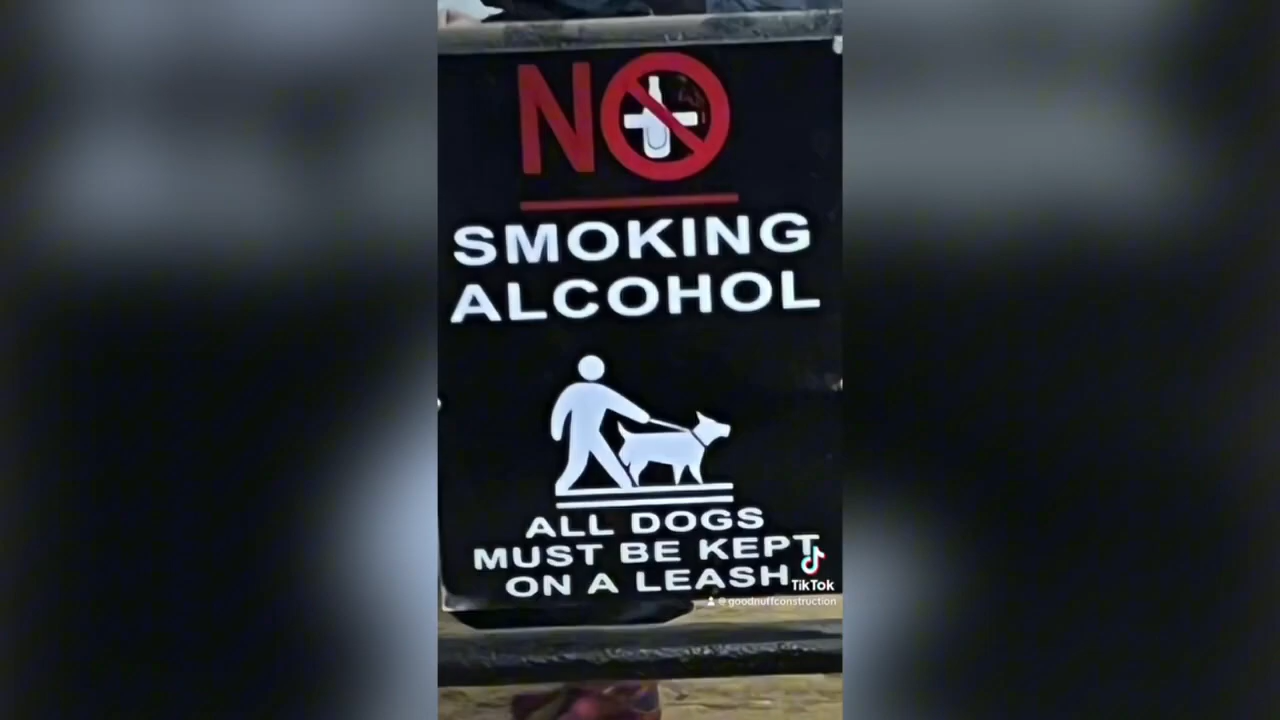 NO
SMOKING
ALCOHOL
ALL DOGS
MUST BE KEPT
ON A LEASH
TikTok
@goodnuffconstruction